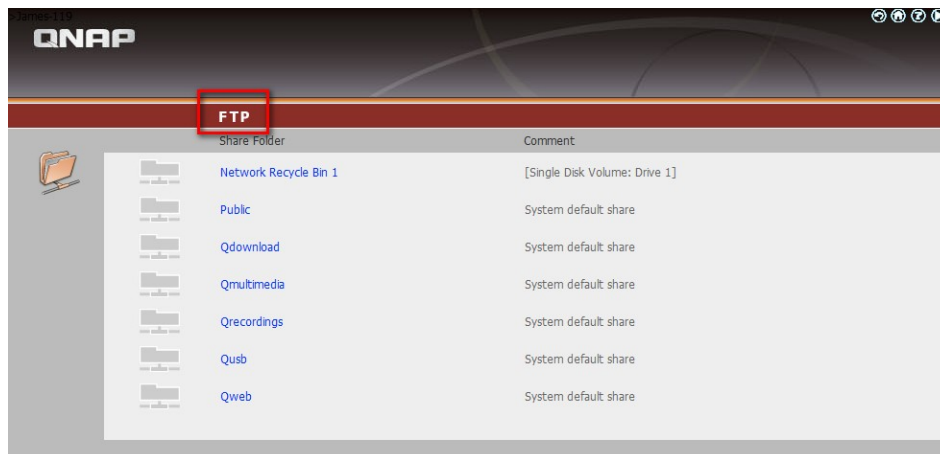 >James-119
QNAP
FTP
Share Folder Comment
Network Recycle Bin 1 [Single Disk Volume: Drive 1]
Public System default share
Qdownload System default share
Qmultimedia System default share
Qrecordings System default share
Qusb System default share
Qweb System default share